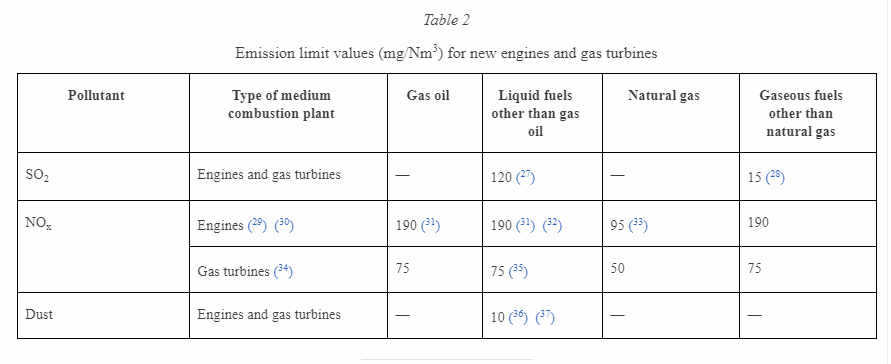 Table 2
Emission limit values (mg/Nm³) for new engines and gas turbines
Pollutant
Type of medium
combustion plant
Gas oil
Liquid fuels
other than gas
oil
Natural gas
Gaseous fuels
other than
natural gas
SO₂
Engines and gas turbines
—
120 (²⁷)
—
15 (²⁸)
NOₓ
Engines (²⁹) (³⁰)
190 (³¹)
190 (³¹) (³²)
95 (³³)
190
Gas turbines (³⁴)
75
75 (³⁵)
50
75
Dust
Engines and gas turbines
—
10 (³⁶) (³⁷)
—
—